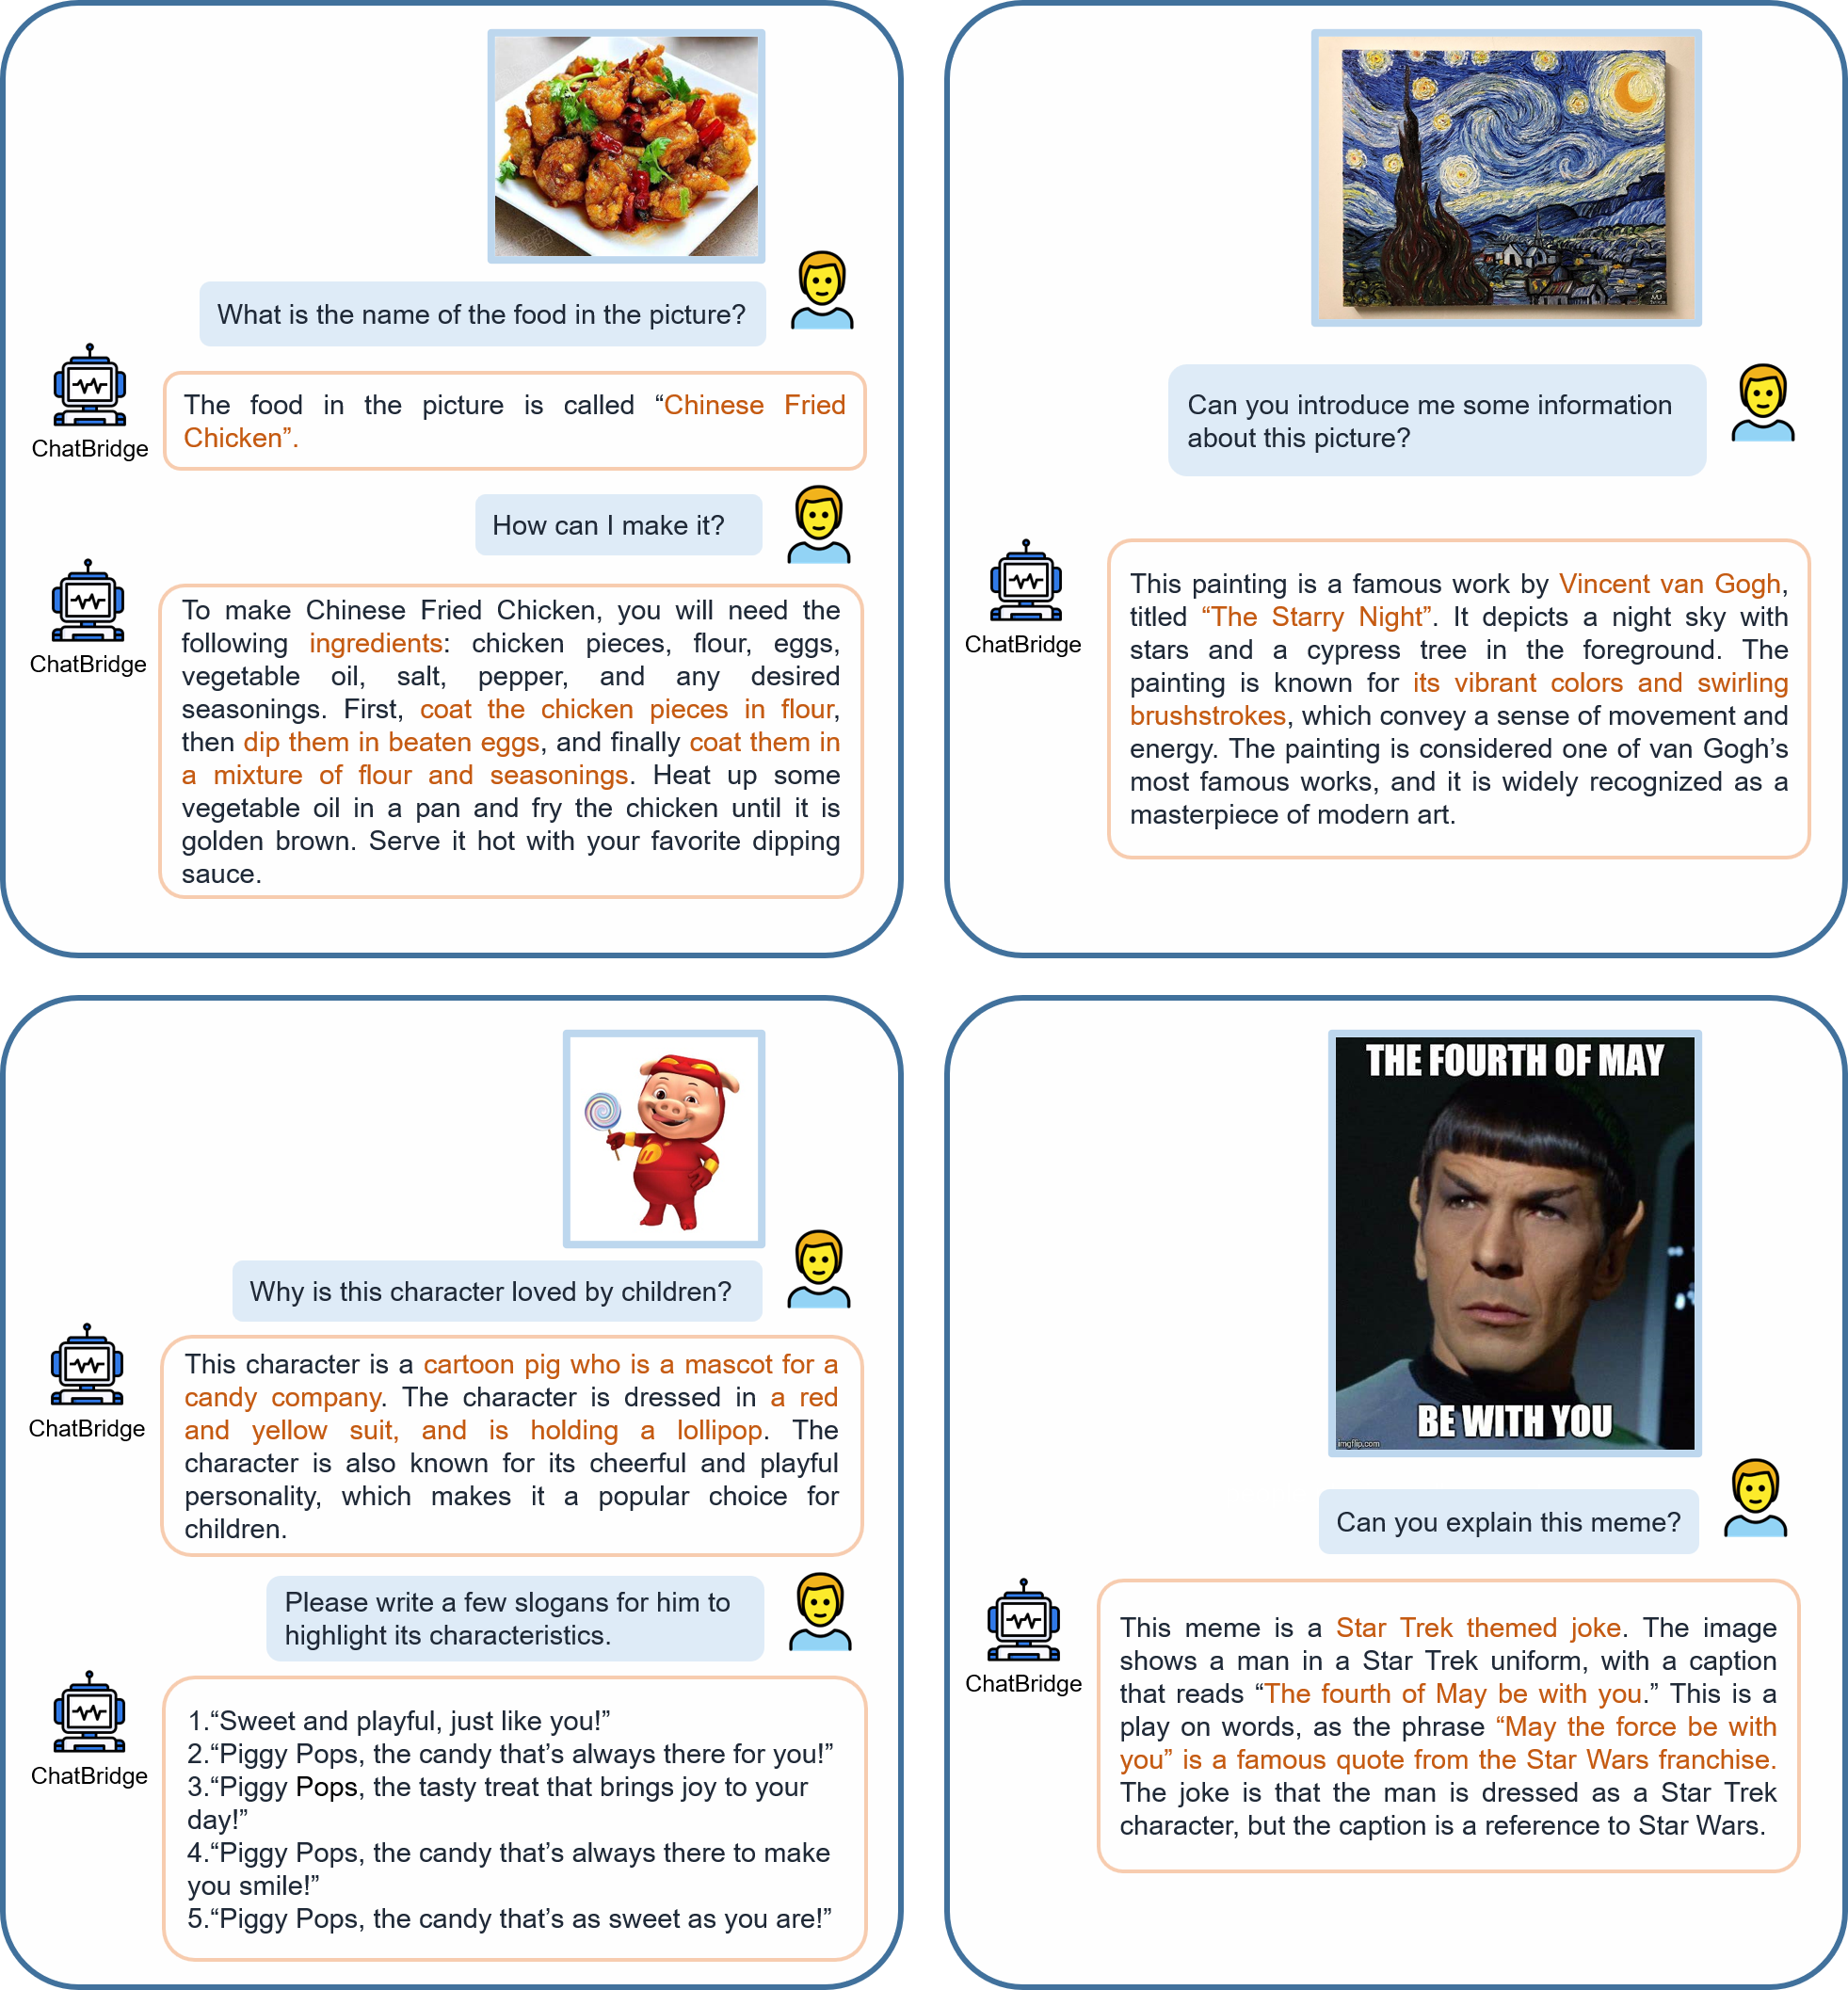 What is the name of the food in the picture?
ChatBridge
The food in the picture is called “Chinese Fried
Chicken”.
How can I make it?
ChatBridge
To make Chinese Fried Chicken, you will need the
following ingredients: chicken pieces, flour, eggs,
vegetable oil, salt, pepper, and any desired
seasonings. First, coat the chicken pieces in flour,
then dip them in beaten eggs, and finally coat them in
a mixture of flour and seasonings. Heat up some
vegetable oil in a pan and fry the chicken until it is
golden brown. Serve it hot with your favorite dipping
sauce.
Can you introduce me some information
about this picture?
ChatBridge
This painting is a famous work by Vincent van Gogh,
titled “The Starry Night”. It depicts a night sky with
stars and a cypress tree in the foreground. The
painting is known for its vibrant colors and swirling
brushstrokes, which convey a sense of movement and
energy. The painting is considered one of van Gogh’s
most famous works, and it is widely recognized as a
masterpiece of modern art.
Why is this character loved by children?
ChatBridge
This character is a cartoon pig who is a mascot for a
candy company. The character is dressed in a red
and yellow suit, and is holding a lollipop. The
character is also known for its cheerful and playful
personality, which makes it a popular choice for
children.
Please write a few slogans for him to
highlight its characteristics.
ChatBridge
1.“Sweet and playful, just like you!”
2.“Piggy Pops, the candy that’s always there for you!”
3.“Piggy Pops, the tasty treat that brings joy to your
day!”
4.“Piggy Pops, the candy that’s always there to make
you smile!”
5.“Piggy Pops, the candy that’s as sweet as you are!”
THE FOURTH OF MAY
BE WITH YOU
imgflip.com
Can you explain this meme?
ChatBridge
This meme is a Star Trek themed joke. The image
shows a man in a Star Trek uniform, with a caption
that reads “The fourth of May be with you.” This is a
play on words, as the phrase “May the force be with
you” is a famous quote from the Star Wars franchise.
The joke is that the man is dressed as a Star Trek
character, but the caption is a reference to Star Wars.